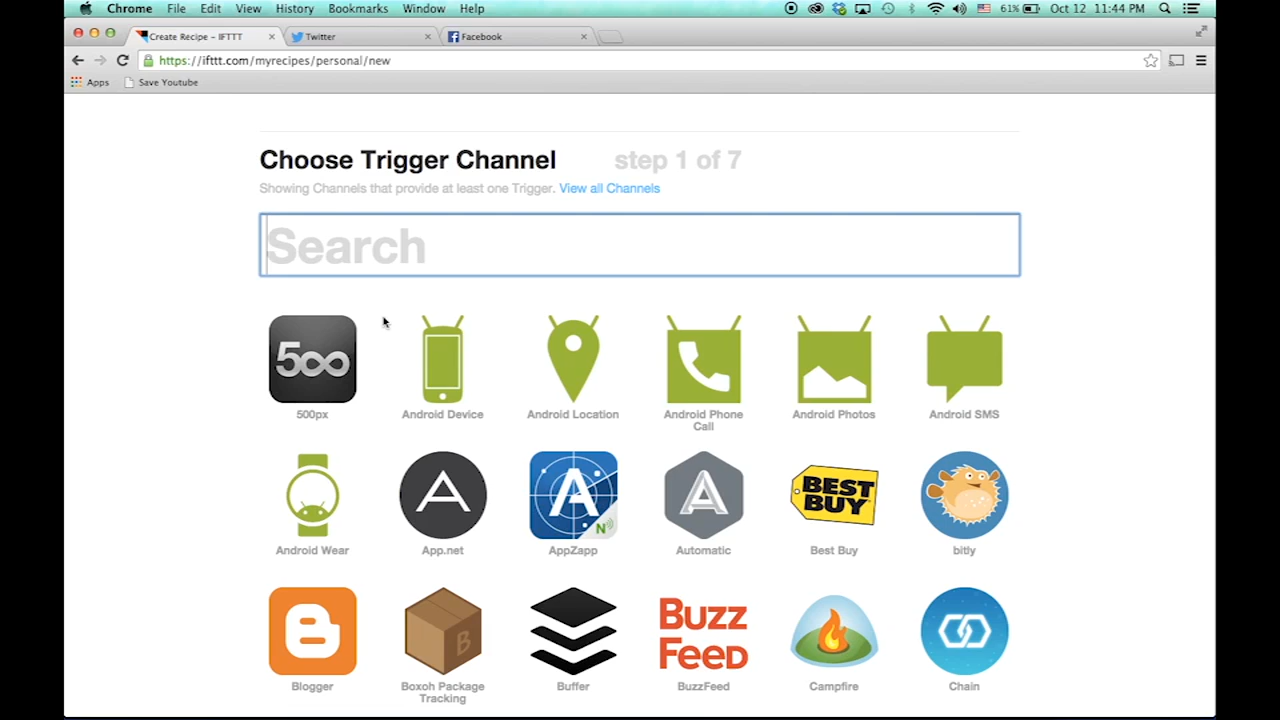 Chrome File Edit View History Bookmarks Window Help 61% Oct 12 11:44 PM
Create Recipe - IFTTT Twitter Facebook
https://ifttt.com/myrecipes/personal/new
Apps Save Youtube
Choose Trigger Channel step 1 of 7
Showing Channels that provide at least one Trigger. View all Channels
Search
500
500px Android Device Android Location Android Phone Call Android Photos Android SMS
A A A BEST BUY
N
Android Wear App.net AppZapp Automatic Best Buy bitly
B B BuzzFeed
Blogger Boxoh Package Tracking Buffer BuzzFeed Campfire Chain